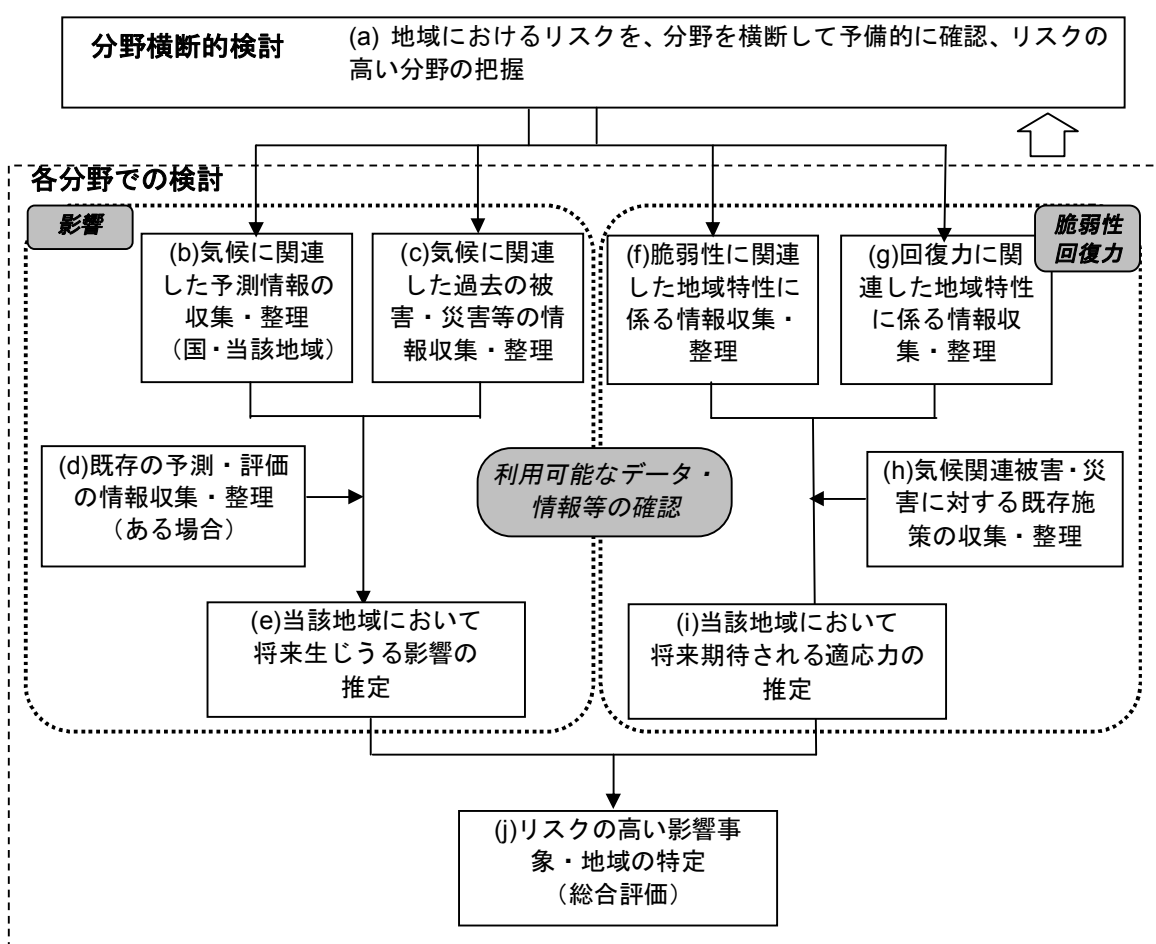 分野横断的検討
(a) 地域におけるリスクを、分野を横断して予備的に確認、リスクの
高い分野の把握
各分野での検討
影響
(b)気候に関連
した予測情報の
収集・整理
(国・当該地域)
(c)気候に関連
した過去の被
害・災害等の情
報収集・整理
(d)既存の予測・評価
の情報収集・整理
(ある場合)
(e)当該地域において
将来生じうる影響の
推定
脆弱性
回復力
(f)脆弱性に関連
した地域特性に
係る情報収集・
整理
(g)回復力に関
連した地域特性
に係る情報収
集・整理
利用可能なデータ・
情報等の確認
(h)気候関連被害・災
害に対する既存施
策の収集・整理
(i)当該地域において
将来期待される適応力の
推定
(j)リスクの高い影響事
象・地域の特定
(総合評価)